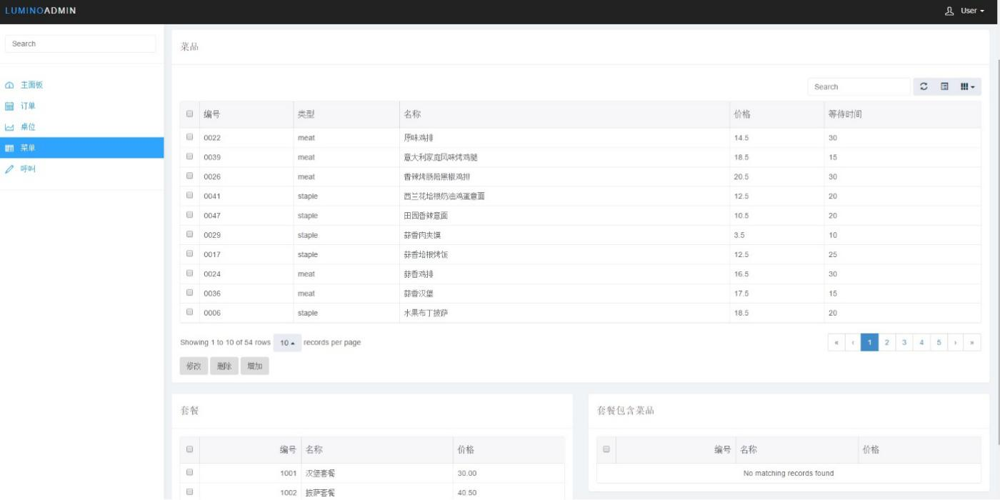 LUMINOADMIN User
Search
主面板
订单
桌位
菜单
呼叫
菜品
Search
编号 类型 名称 价格 等待时间
0022 meat 原味鸡排 14.5 30
0039 meat 意大利家庭风味烤鸡腿 18.5 15
0026 meat 香辣烤肠陪黑椒鸡排 20.5 30
0041 staple 西兰花培根奶油鸡蛋意面 12.5 20
0047 staple 田园香辣意面 10.5 20
0029 staple 蒜香肉夹馍 3.5 10
0017 staple 蒜香培根烤饭 12.5 25
0024 meat 蒜香鸡排 16.5 30
0036 meat 蒜香汉堡 17.5 15
0006 staple 水果布丁披萨 18.5 20
Showing 1 to 10 of 54 rows 10 records per page « ‹ 1 2 3 4 5 › »
修改 删除 增加
套餐
编号 名称 价格
1001 汉堡套餐 30.00
1002 披萨套餐 40.50
套餐包含菜品
编号 名称 价格
No matching records found